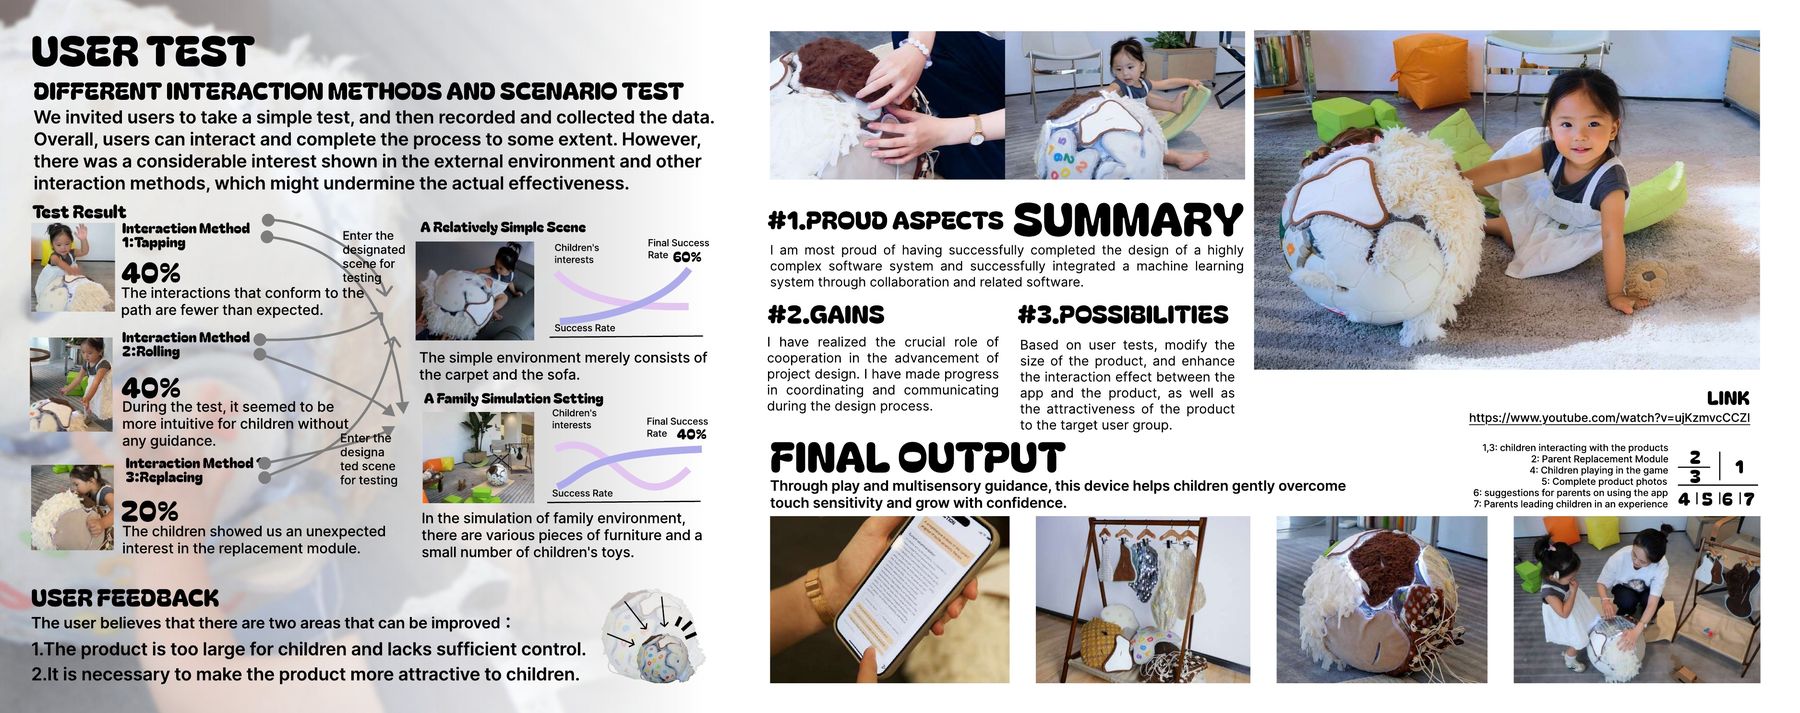 USER TEST
DIFFERENT INTERACTION METHODS AND SCENARIO TEST
We invited users to take a simple test, and then recorded and collected the data.
Overall, users can interact and complete the process to some extent. However,
there was a considerable interest shown in the external environment and other
interaction methods, which might undermine the actual effectiveness.
Test Result
Interaction Method
1:Tapping
40%
The interactions that conform to the
path are fewer than expected.
Interaction Method
2:Rolling
40%
During the test, it seemed to be
more intuitive for children without
any guidance.
Interaction Method
3:Replacing
20%
The children showed us an unexpected
interest in the replacement module.
Enter the
designated
scene for
testing
Enter the
designa
ted scene
for testing
A Relatively Simple Scene
Children's
interests
Final Success
Rate 60%
Success Rate
The simple environment merely consists of
the carpet and the sofa.
A Family Simulation Setting
Children's
interests
Final Success
Rate 40%
Success Rate
In the simulation of family environment,
there are various pieces of furniture and a
small number of children's toys.
USER FEEDBACK
The user believes that there are two areas that can be improved：
1.The product is too large for children and lacks sufficient control.
2.It is necessary to make the product more attractive to children.
#1.PROUD ASPECTS SUMMARY
I am most proud of having successfully completed the design of a highly
complex software system and successfully integrated a machine learning
system through collaboration and related software.
#2.GAINS
I have realized the crucial role of
cooperation in the advancement of
project design. I have made progress
in coordinating and communicating
during the design process.
#3.POSSIBILITIES
Based on user tests, modify the
size of the product, and enhance
the interaction effect between the
app and the product, as well as
the attractiveness of the product
to the target user group.
LINK
https://www.youtube.com/watch?v=ujKzmvcCCZI
FINAL OUTPUT
Through play and multisensory guidance, this device helps children gently overcome
touch sensitivity and grow with confidence.
1,3: children interacting with the products
2: Parent Replacement Module
4: Children playing in the game
5: Complete product photos
6: suggestions for parents on using the app
7: Parents leading children in an experience
2
3
1
4 5 6 7